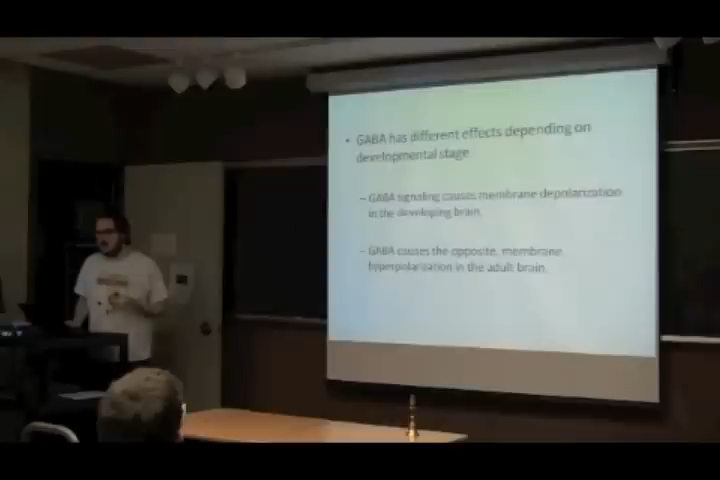 • GABA has different effects depending on
developmental stage
– GABA signaling causes membrane depolarization
in the developing brain.
– GABA causes the opposite, membrane
hyperpolarization in the adult brain.